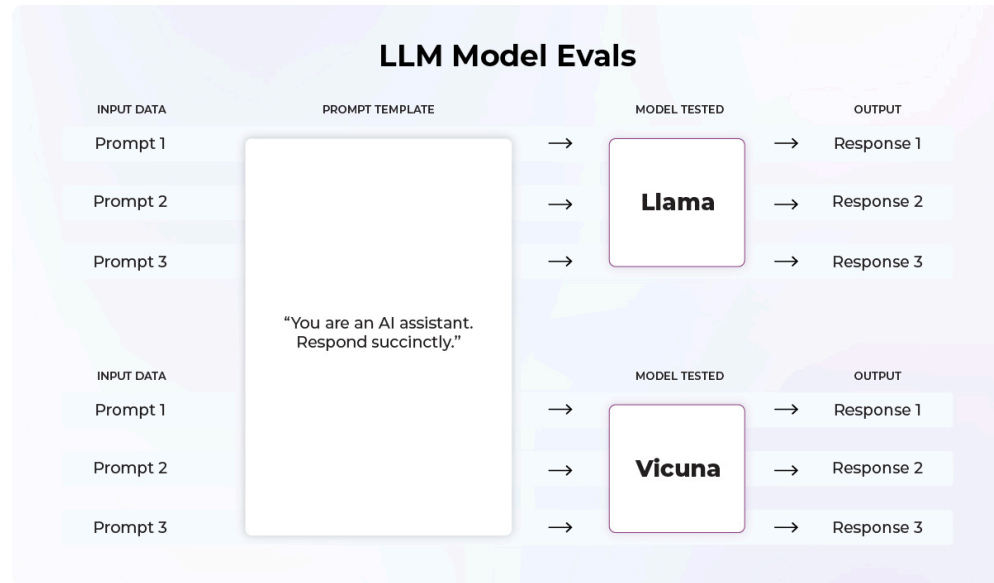 LLM Model Evals
INPUT DATA
PROMPT TEMPLATE
MODEL TESTED
OUTPUT
Prompt 1
Response 1
Prompt 2
Llama
Response 2
Prompt 3
Response 3
“You are an AI assistant.
Respond succinctly.”
INPUT DATA
MODEL TESTED
OUTPUT
Prompt 1
Response 1
Prompt 2
Vicuna
Response 2
Prompt 3
Response 3